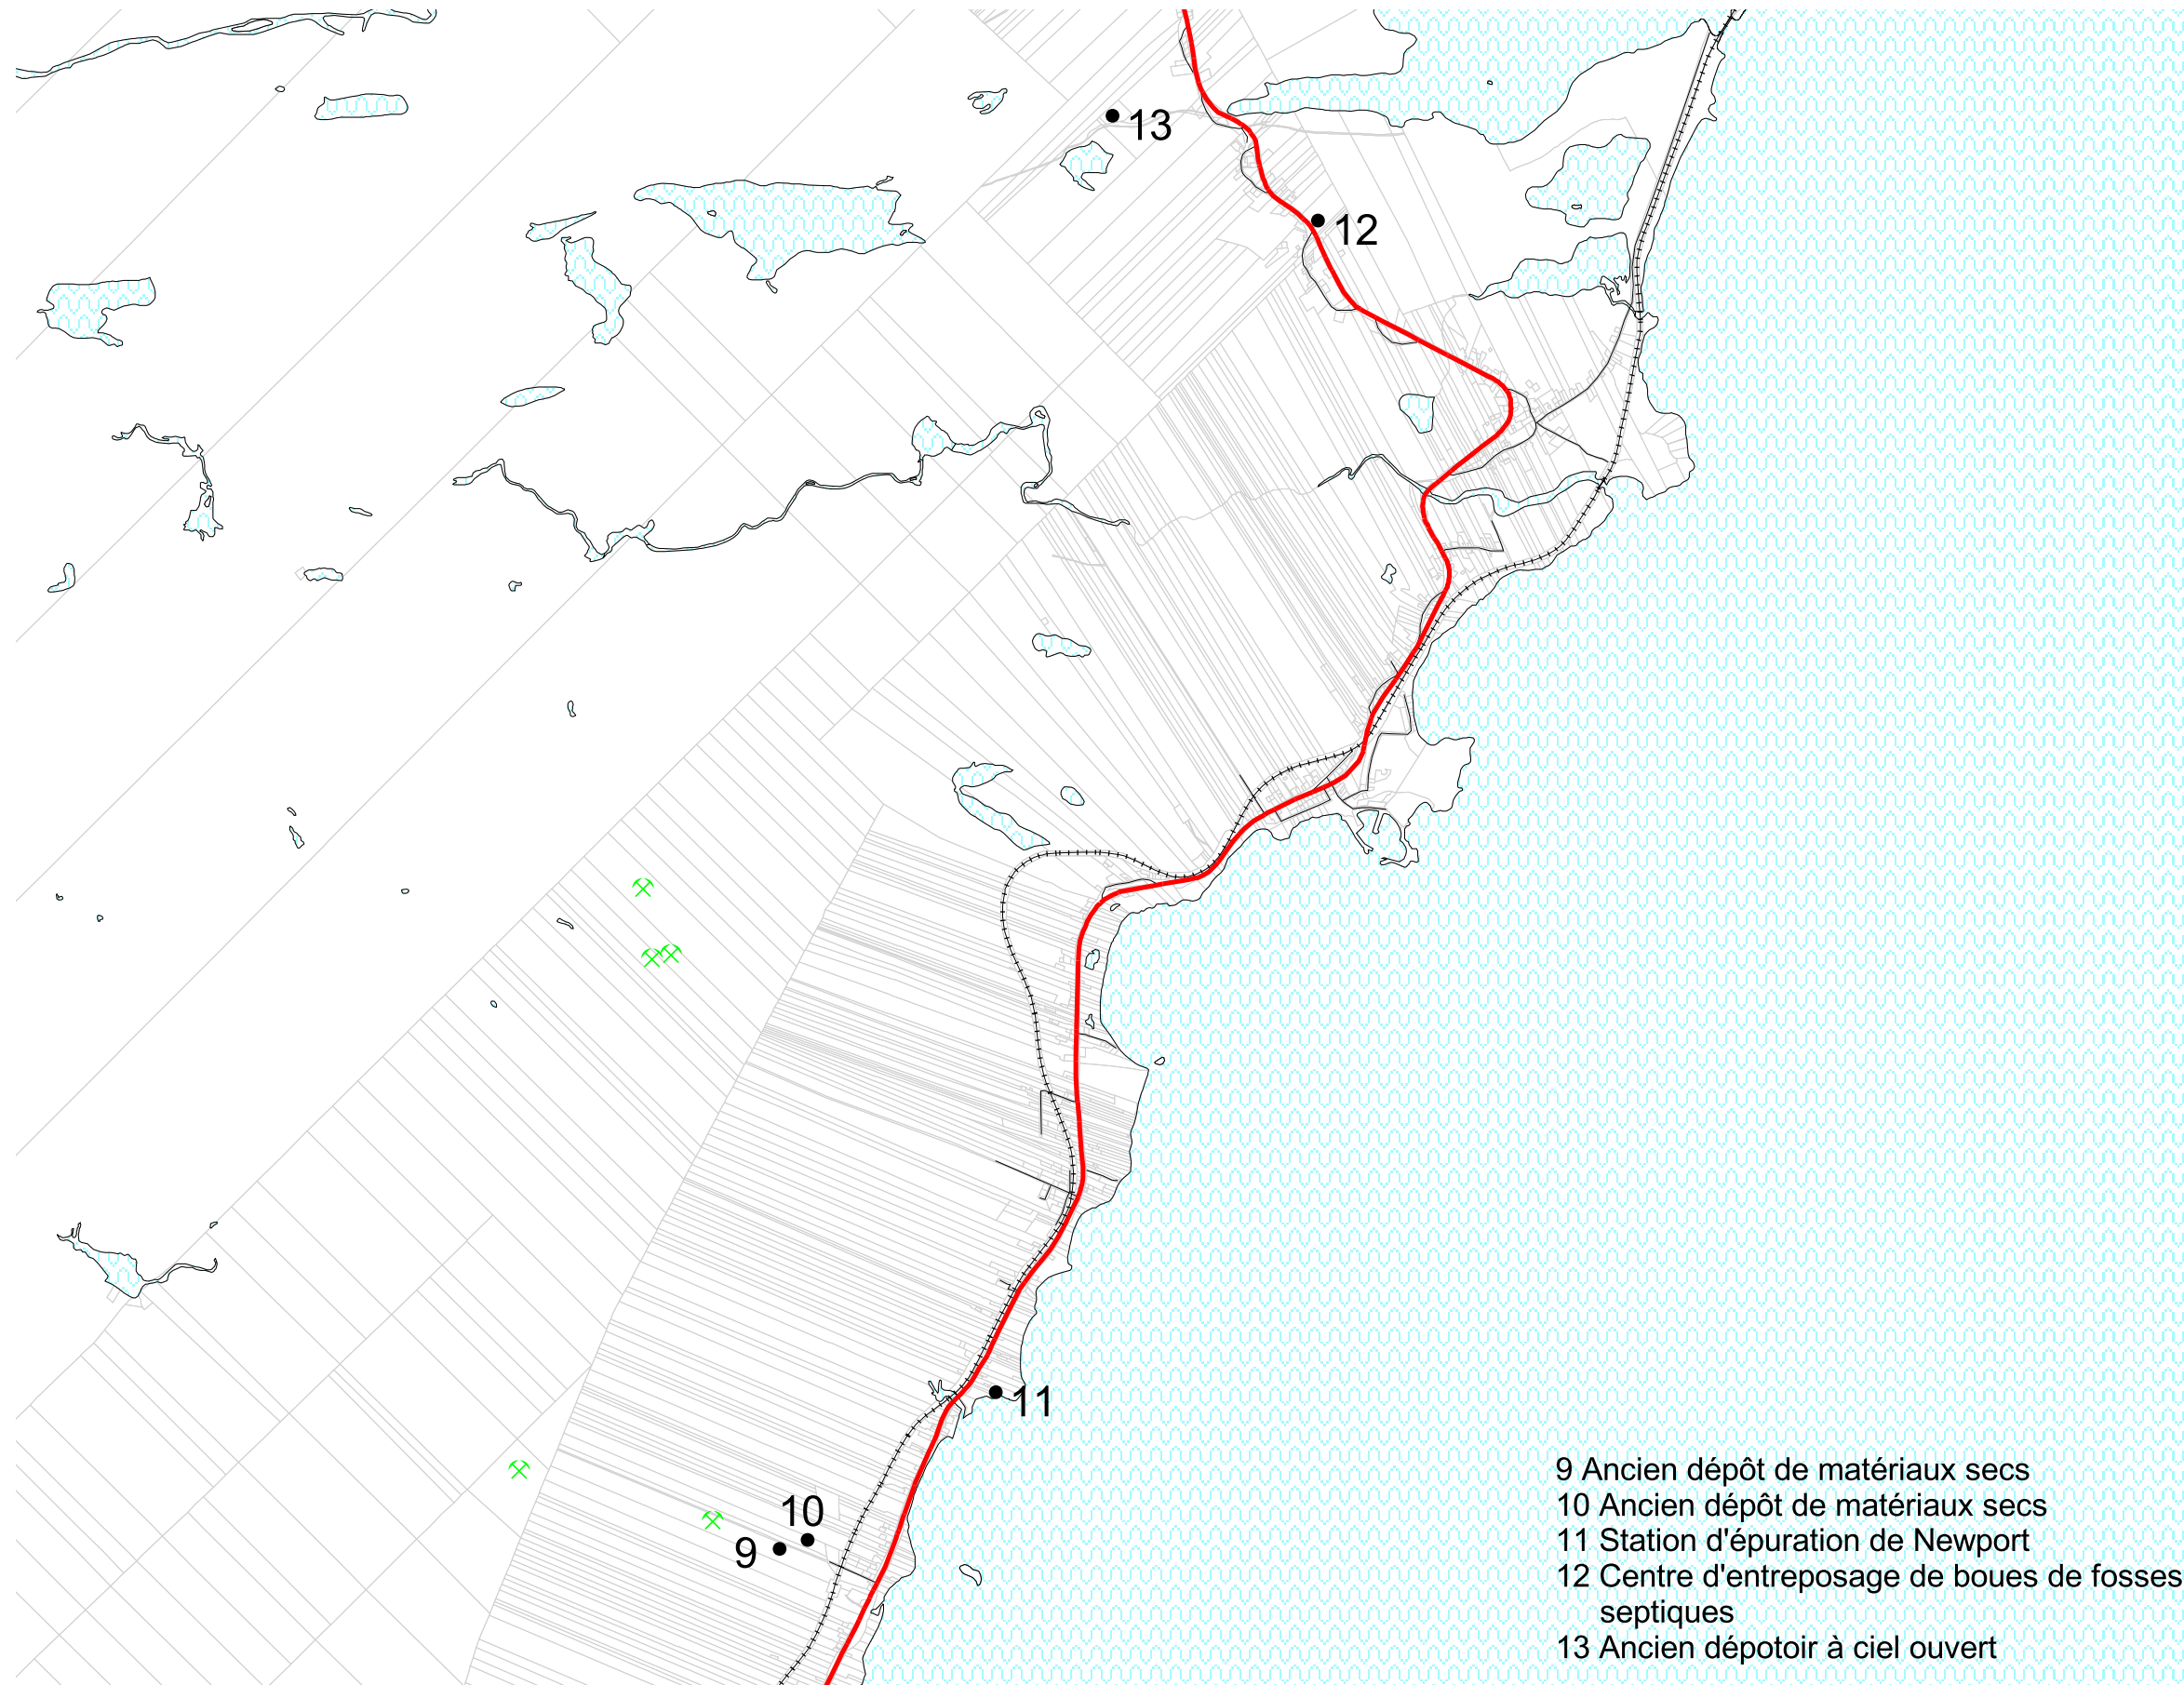 13
12
11
10
9
9 Ancien dépôt de matériaux secs
10 Ancien dépôt de matériaux secs
11 Station d'épuration de Newport
12 Centre d'entreposage de boues de fosses
septiques
13 Ancien dépotoir à ciel ouvert